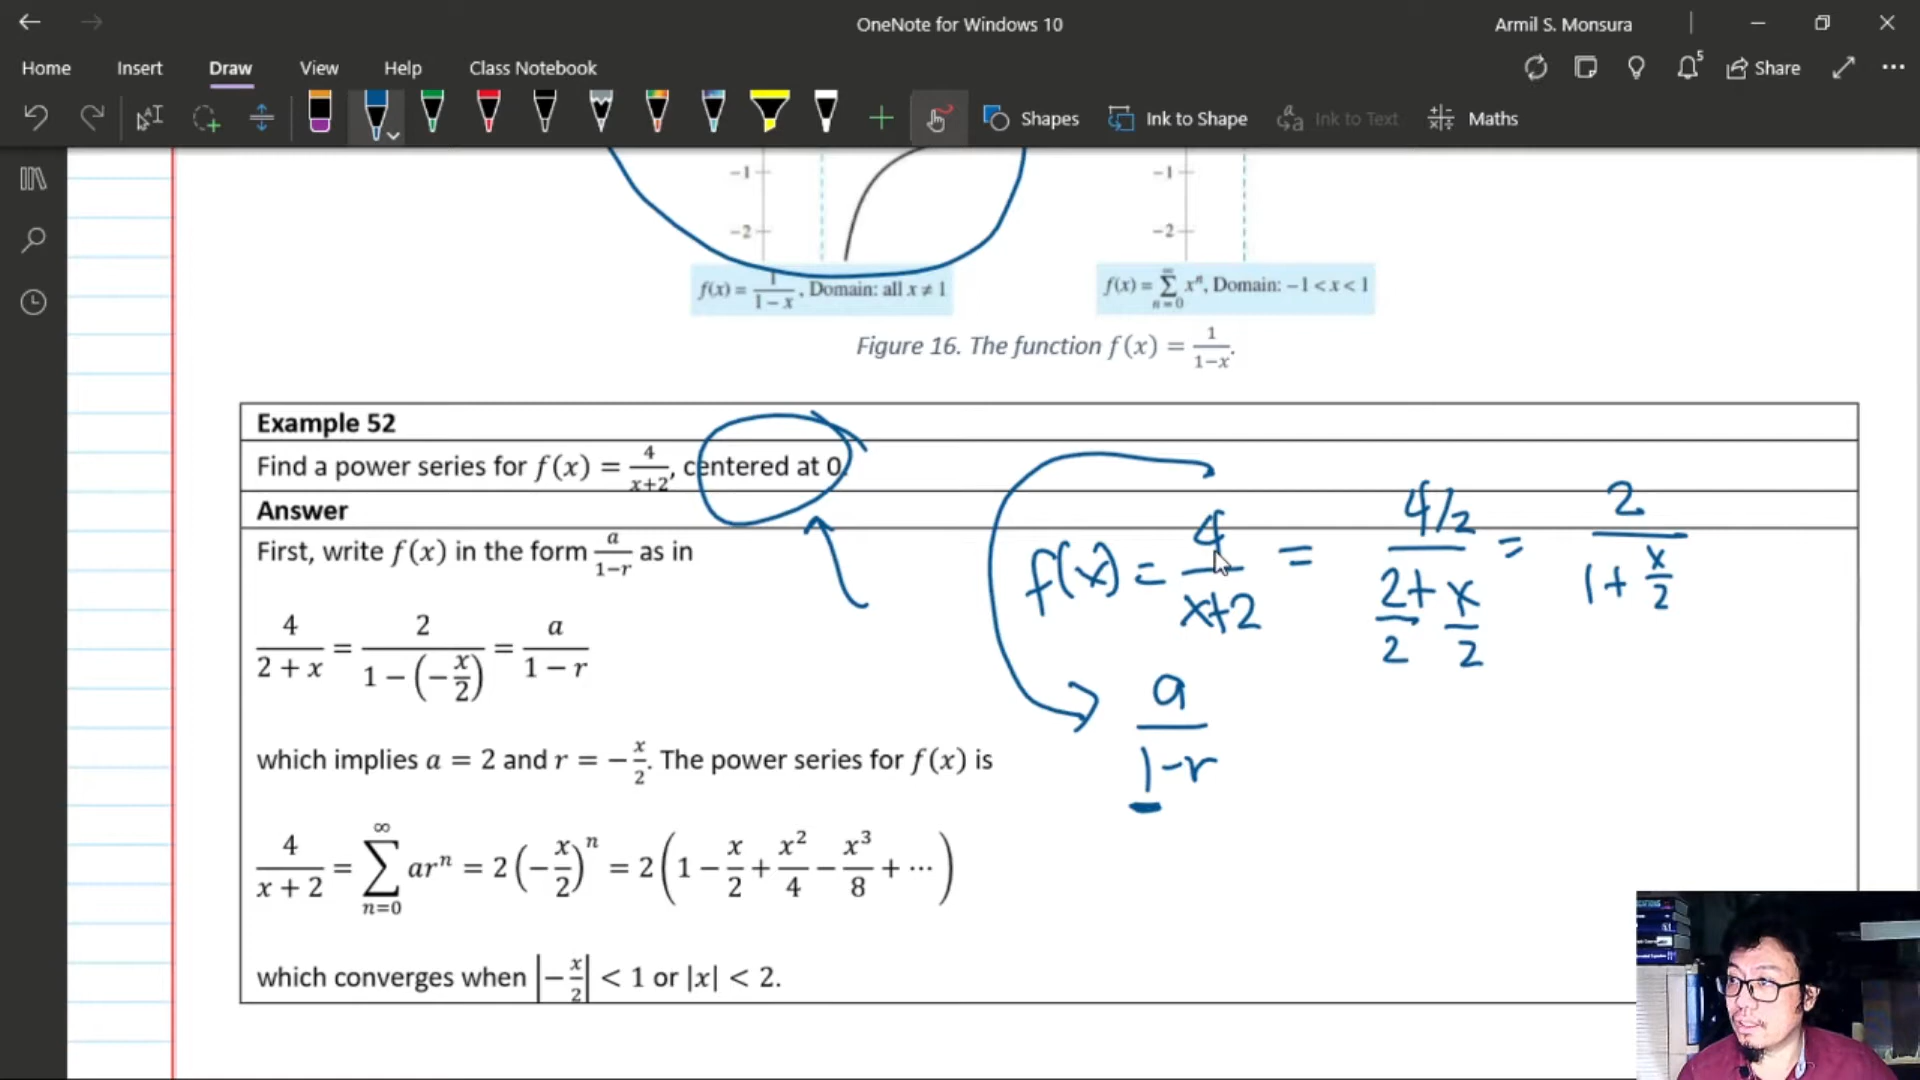 OneNote for Windows 10
Armil S. Monsura
Home Insert Draw View Help Class Notebook
5 Share
Shapes Ink to Shape Ink to Text Maths
−1 −1
−2 −2
f(x) = 1/(1 − x), Domain: all x ≠ 1
f(x) = ∑_{n=0}^{∞} xⁿ, Domain: −1 < x < 1
Figure 16. The function f(x) = 1/(1−x).
Example 52
Find a power series for f(x) = 4/(x+2), centered at 0.
Answer
First, write f(x) in the form a/(1−r) as in
4/(2 + x) = 2/(1 − (−x/2)) = a/(1 − r)
which implies a = 2 and r = −x/2. The power series for f(x) is
4/(x + 2) = ∑_{n=0}^{∞} arⁿ = 2(−x/2)ⁿ = 2(1 − x/2 + x²/4 − x³/8 + ⋯)
which converges when |−x/2| < 1 or |x| < 2.
f(x) = 4/(x+2) = (4/2)/(2/2 + x/2) = 2/(1 + x/2)
a/(1−r)